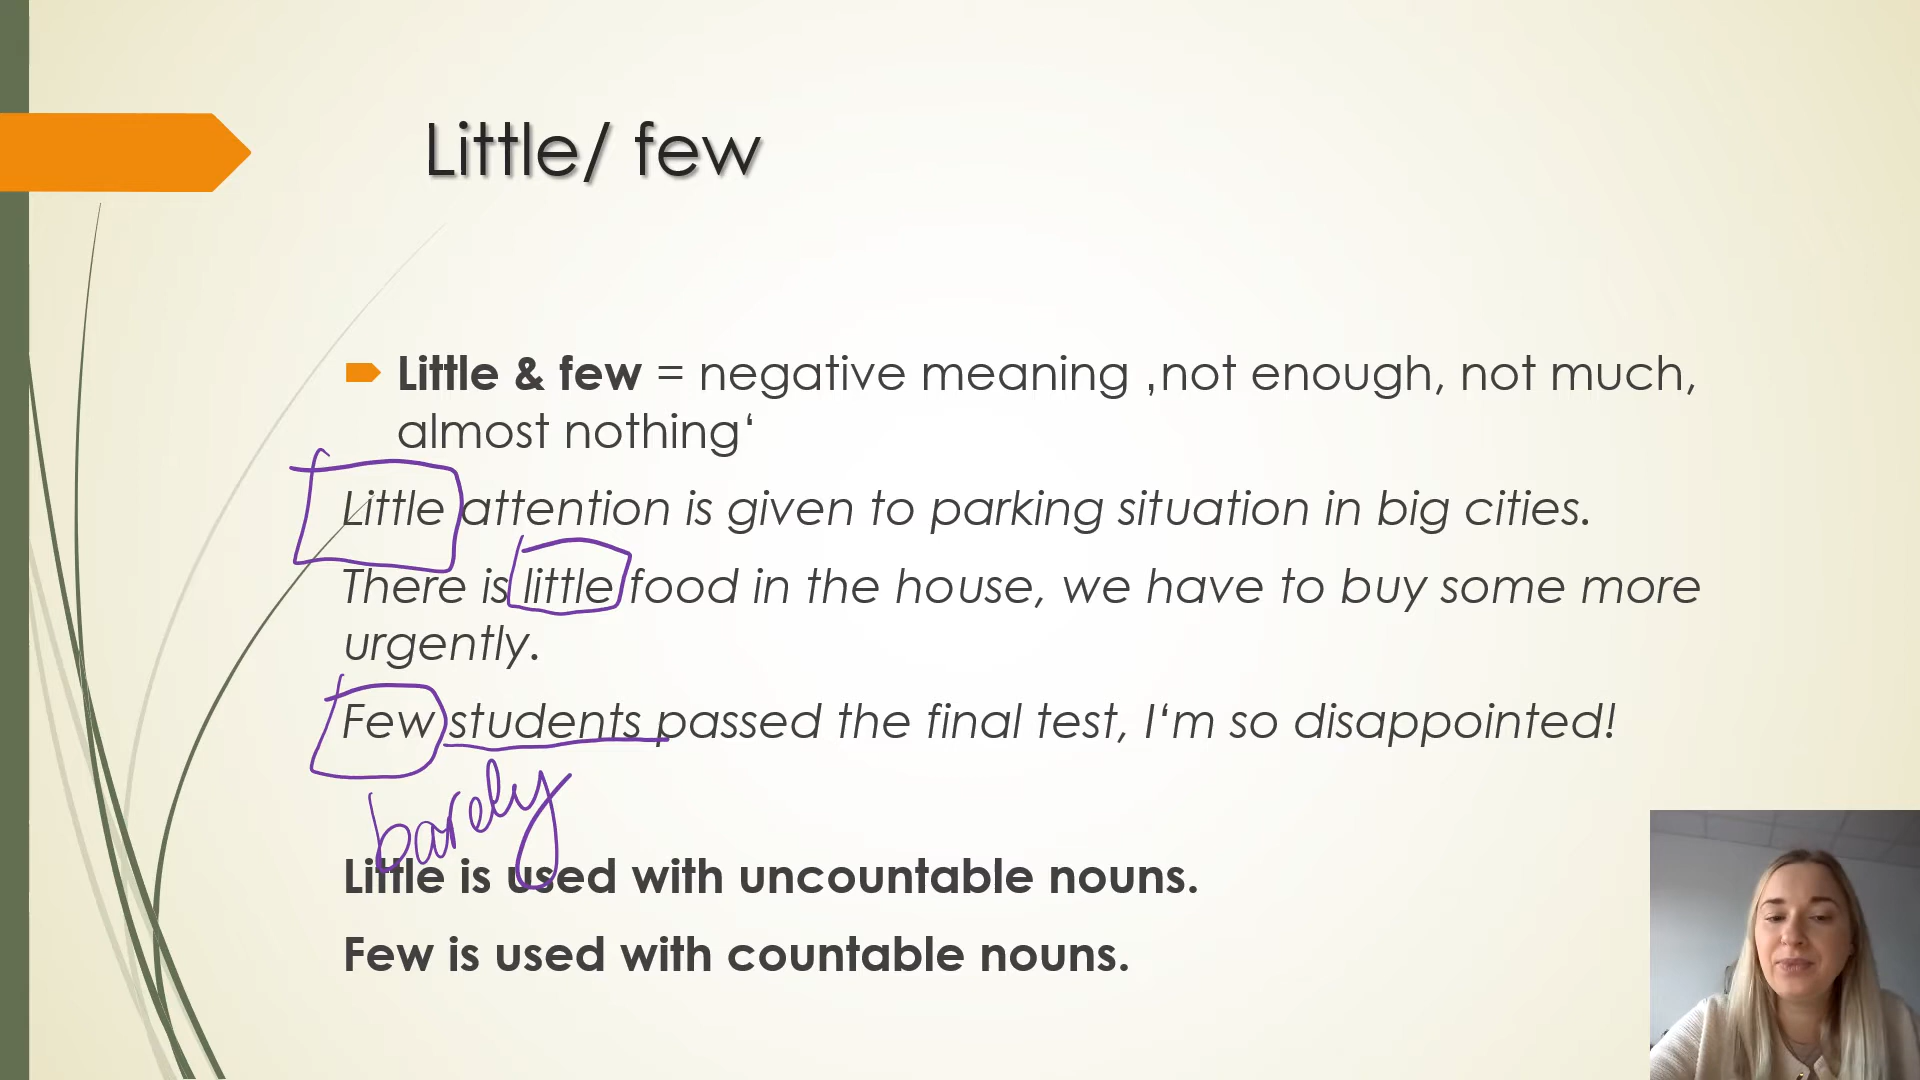 Little/ few
Little & few = negative meaning ‚not enough, not much,
almost nothing‘
Little attention is given to parking situation in big cities.
There is little food in the house, we have to buy some more
urgently.
Few students passed the final test, I‘m so disappointed!
barely
Little is used with uncountable nouns.
Few is used with countable nouns.